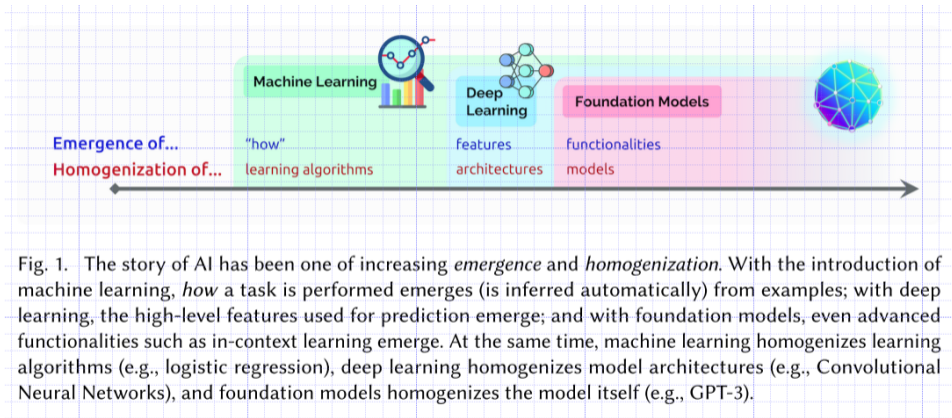 Machine Learning
Deep
Learning
Foundation Models
Emergence of... "how" features functionalities
Homogenization of... learning algorithms architectures models
Fig. 1. The story of AI has been one of increasing emergence and homogenization. With the introduction of
machine learning, how a task is performed emerges (is inferred automatically) from examples; with deep
learning, the high-level features used for prediction emerge; and with foundation models, even advanced
functionalities such as in-context learning emerge. At the same time, machine learning homogenizes learning
algorithms (e.g., logistic regression), deep learning homogenizes model architectures (e.g., Convolutional
Neural Networks), and foundation models homogenizes the model itself (e.g., GPT-3).